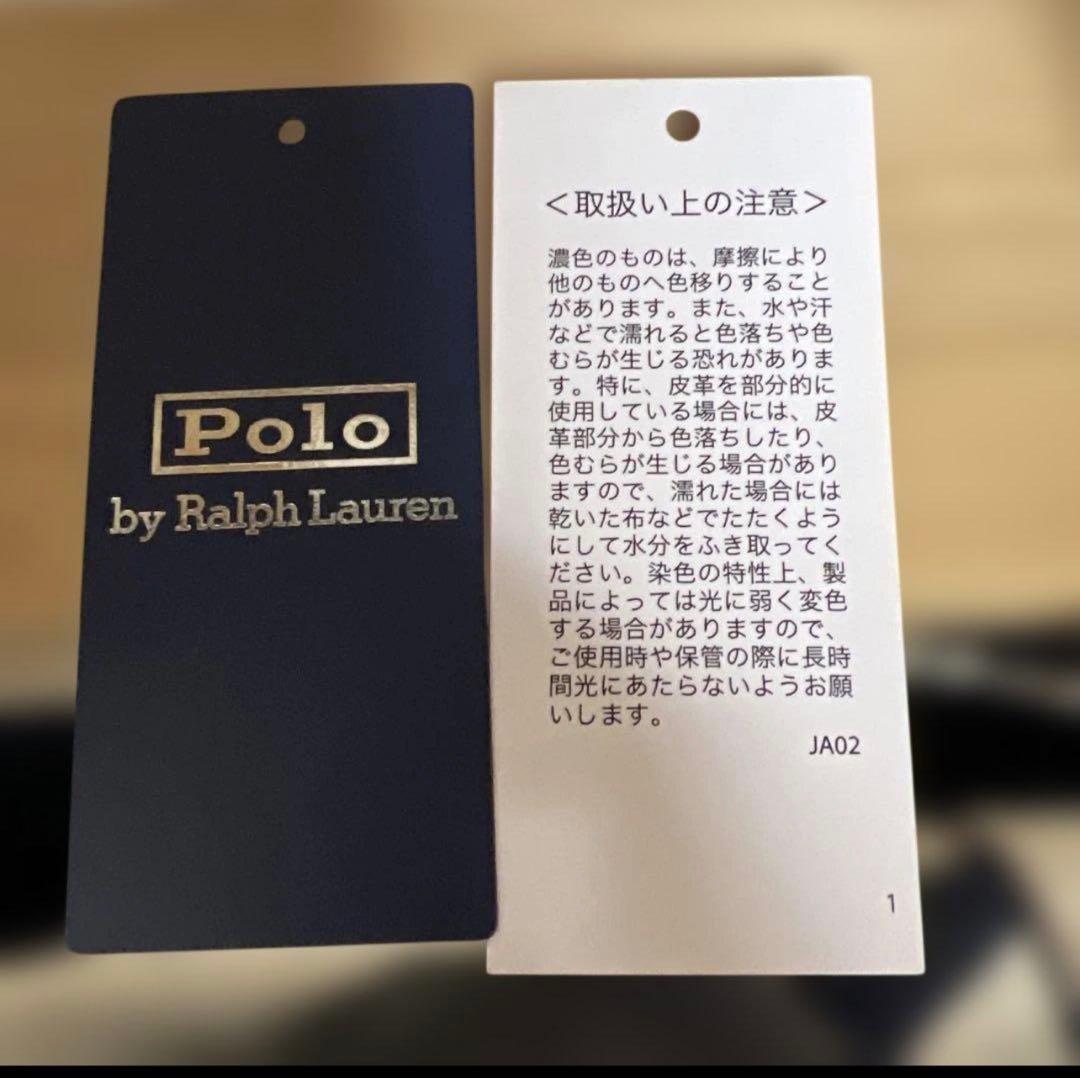 Polo
by Ralph Lauren
＜取扱い上の注意＞
濃色のものは、摩擦により
他のものへ色移りすること
があります。また、水や汗
などで濡れると色落ちや色
むらが生じる恐れがありま
す。特に、皮革を部分的に
使用している場合には、皮
革部分から色落ちしたり、
色むらが生じる場合があり
ますので、濡れた場合には
乾いた布などでたたくよう
にして水分をふき取ってく
ださい。染色の特性上、製
品によっては光に弱く変色
する場合がありますので、
ご使用時や保管の際に長時
間光にあたらないようお願
いします。
JA02
1